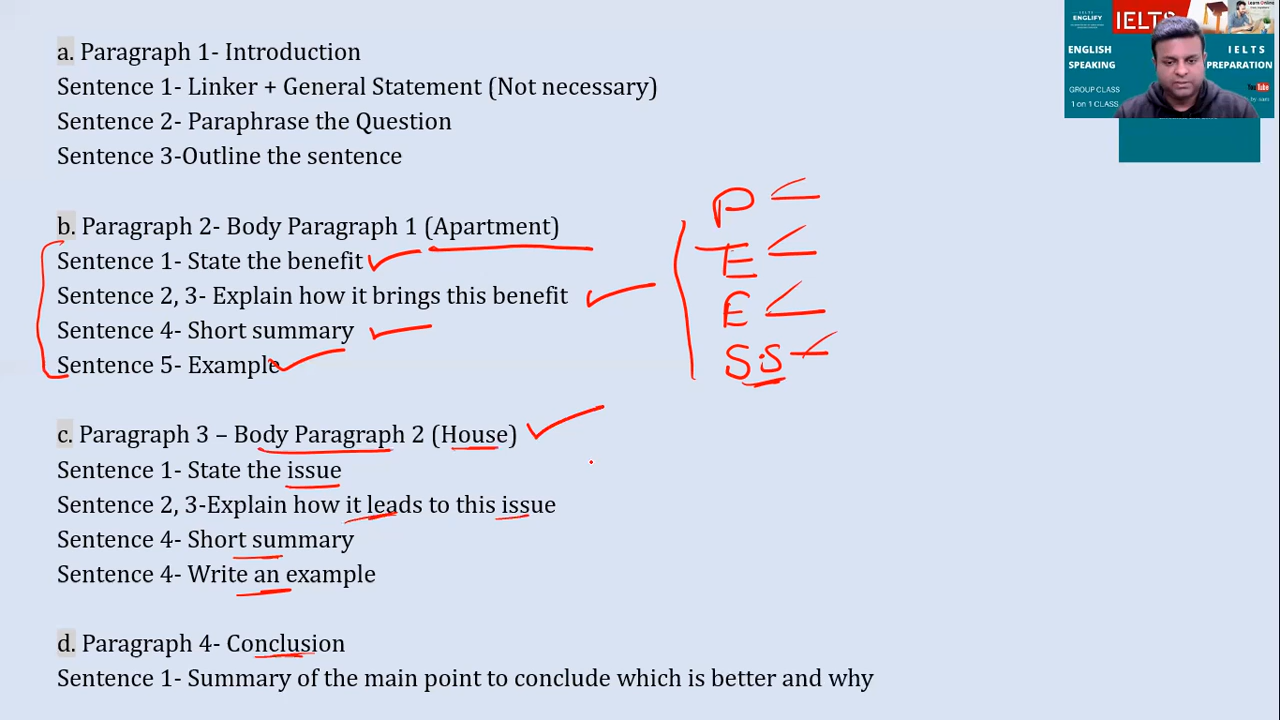 IELTS
ENGLIFY
IELTS
Learn Online
ENGLISH
SPEAKING
IELTS
PREPARATION
GROUP CLASS
1 on 1 CLASS
YouTube
a. Paragraph 1- Introduction
Sentence 1- Linker + General Statement (Not necessary)
Sentence 2- Paraphrase the Question
Sentence 3-Outline the sentence
b. Paragraph 2- Body Paragraph 1 (Apartment)
Sentence 1- State the benefit
Sentence 2, 3- Explain how it brings this benefit
Sentence 4- Short summary
Sentence 5- Example
P
E
E
S.S
c. Paragraph 3 – Body Paragraph 2 (House)
Sentence 1- State the issue
Sentence 2, 3-Explain how it leads to this issue
Sentence 4- Short summary
Sentence 4- Write an example
d. Paragraph 4- Conclusion
Sentence 1- Summary of the main point to conclude which is better and why